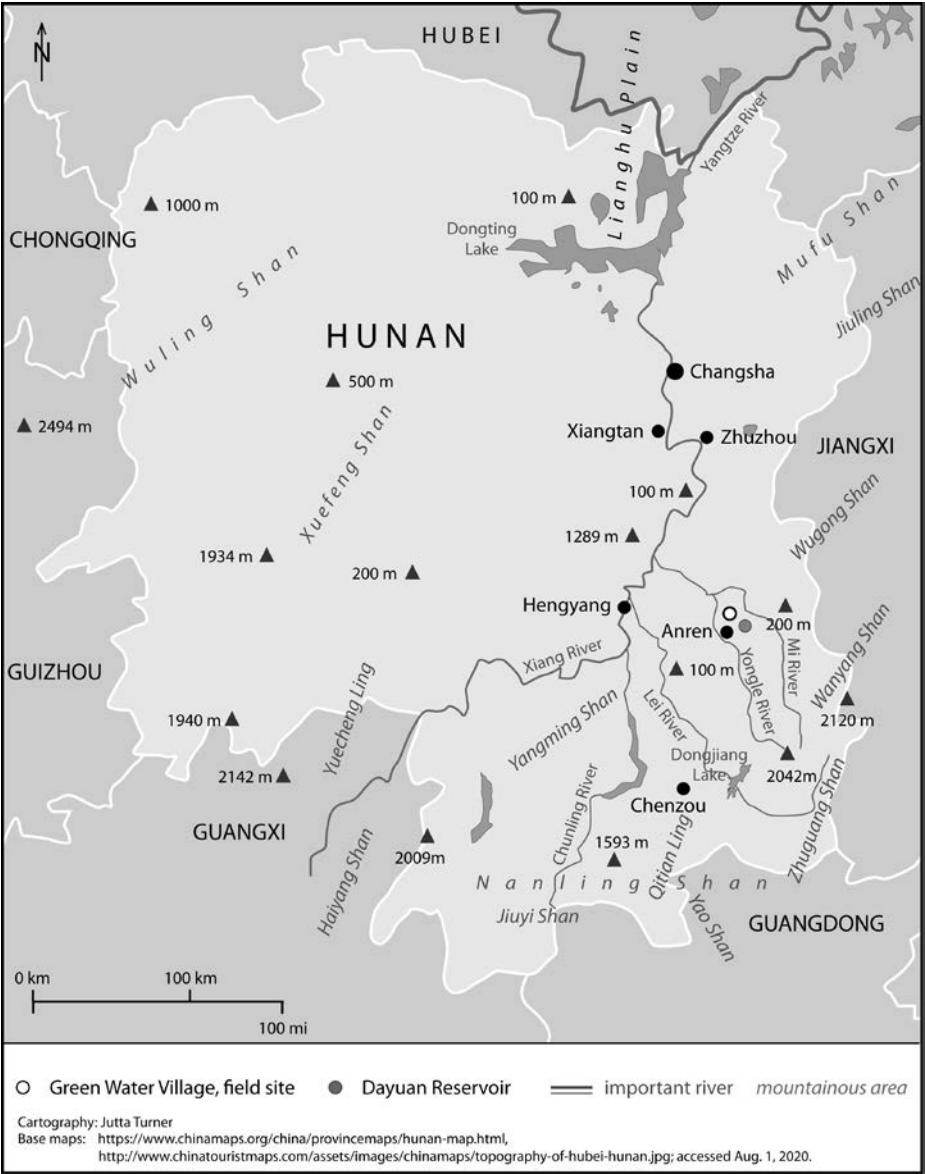 N
HUBEI
Lianghu Plain
Yangtze River
1000 m
100 m
CHONGQING
Dongting
Lake
Mufu Shan
Wuling Shan
Jiuling Shan
HUNAN
500 m
Changsha
2494 m
Xiangtan
Zhuzhou
JIANGXI
Xuefeng Shan
100 m
Wugong Shan
1934 m
1289 m
200 m
Hengyang
Anren
200 m
Xiang River
Mi River
Wanyang Shan
GUIZHOU
100 m
Yongle River
Lei River
Yuecheng Ling
Yangming Shan
2120 m
1940 m
2142 m
Dongjiang
Lake
2042m
Chenzou
Zhuguang Shan
GUANGXI
Chunling River
2009m
1593 m
Haiyang Shan
Qitian Ling
Nanling Shan
Jiuyi Shan
Yao Shan
GUANGDONG
0 km
100 km
100 mi
Green Water Village, field site
Dayuan Reservoir
important river
mountainous area
Cartography: Jutta Turner
Base maps: https://www.chinamaps.org/china/provincemaps/hunan-map.html,
http://www.chinatouristmaps.com/assets/images/chinamaps/topography-of-hubei-hunan.jpg; accessed Aug. 1, 2020.